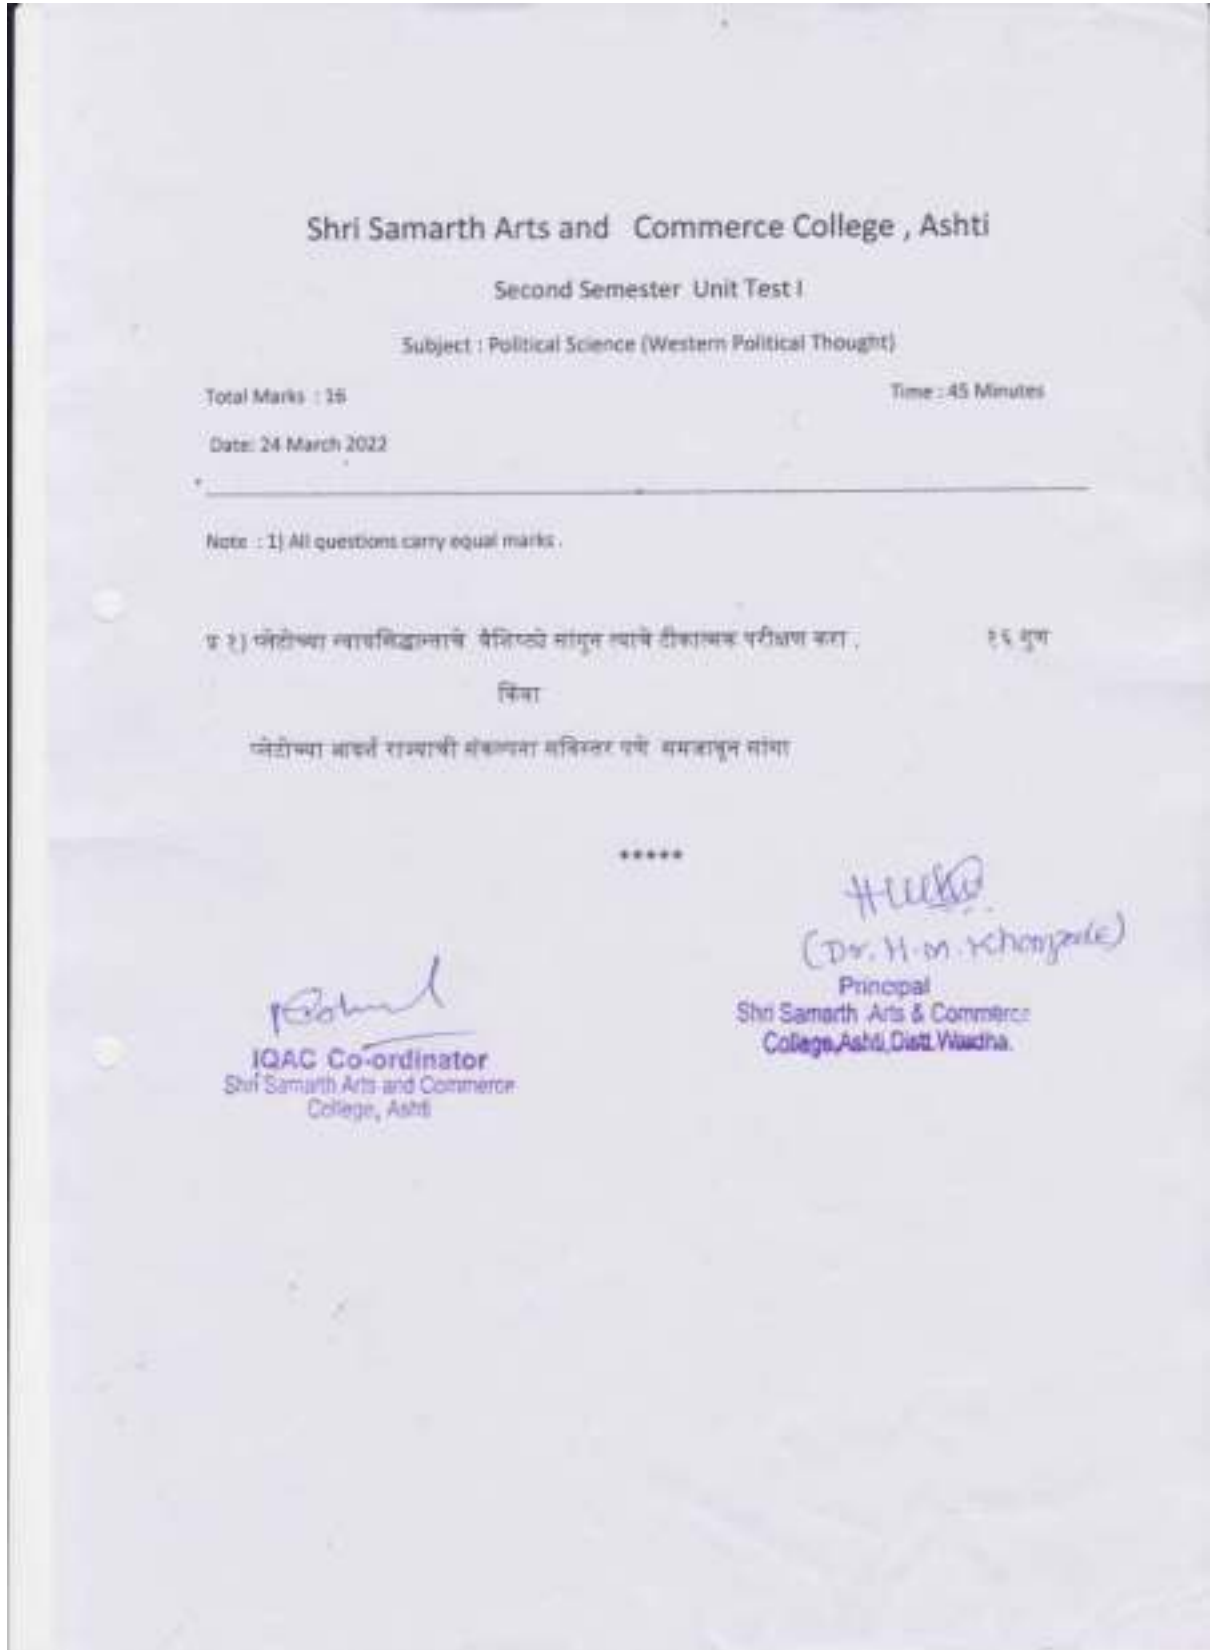 Shri Samarth Arts and Commerce College , Ashti
Second Semester Unit Test I
Subject : Political Science (Western Political Thought)
Total Marks : 16 Time : 45 Minutes
Date: 24 March 2022
Note : 1) All questions carry equal marks .
प्र १) प्लेटोच्या न्यायसिद्धान्ताचे वैशिष्ट्ये सांगून त्याचे टीकात्मक परीक्षण करा . १६ गुण
किंवा
प्लेटोच्या आदर्श राज्याची संकल्पना सविस्तर पणे समजावून सांगा
*****
(Dr. H. M.
Principal
Shri Samarth Arts & Commerce
College,Ashti,Distt.Wardha.
IQAC Co-ordinator
Shri Samarth Arts and Commerce
College, Ashti